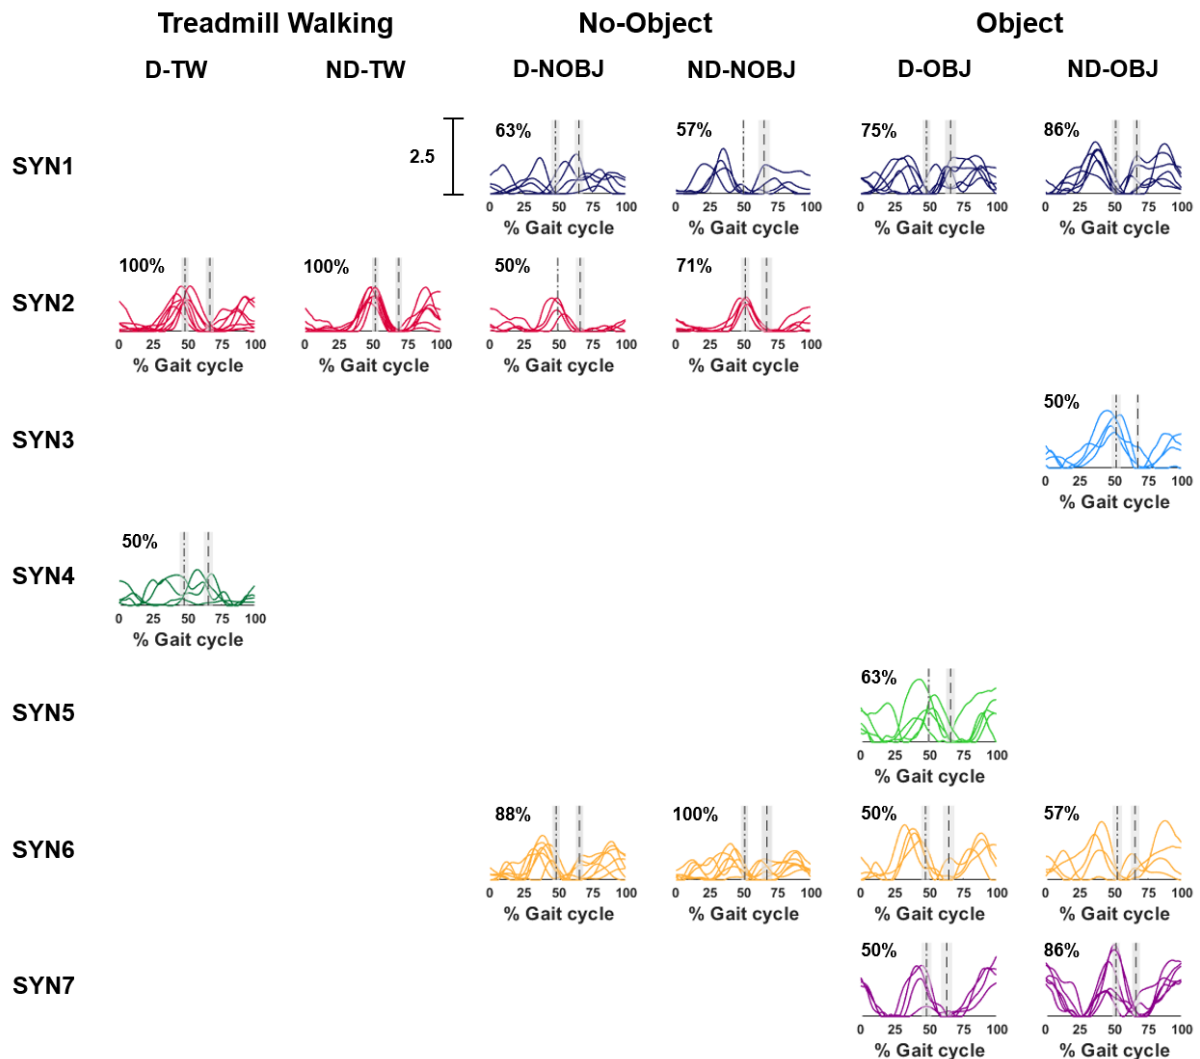 Treadmill Walking No-Object Object
D-TW ND-TW D-NOBJ ND-NOBJ D-OBJ ND-OBJ
SYN1 2.5 63% 57% 75% 86%
0 25 50 75 100 0 25 50 75 100 0 25 50 75 100 0 25 50 75 100
% Gait cycle % Gait cycle % Gait cycle % Gait cycle
SYN2 100% 100% 50% 71%
0 25 50 75 100 0 25 50 75 100 0 25 50 75 100 0 25 50 75 100
% Gait cycle % Gait cycle % Gait cycle % Gait cycle
SYN3 50%
0 25 50 75 100
% Gait cycle
SYN4 50%
0 25 50 75 100
% Gait cycle
SYN5 63%
0 25 50 75 100
% Gait cycle
SYN6 88% 100% 50% 57%
0 25 50 75 100 0 25 50 75 100 0 25 50 75 100 0 25 50 75 100
% Gait cycle % Gait cycle % Gait cycle % Gait cycle
SYN7 50% 86%
0 25 50 75 100 0 25 50 75 100
% Gait cycle % Gait cycle